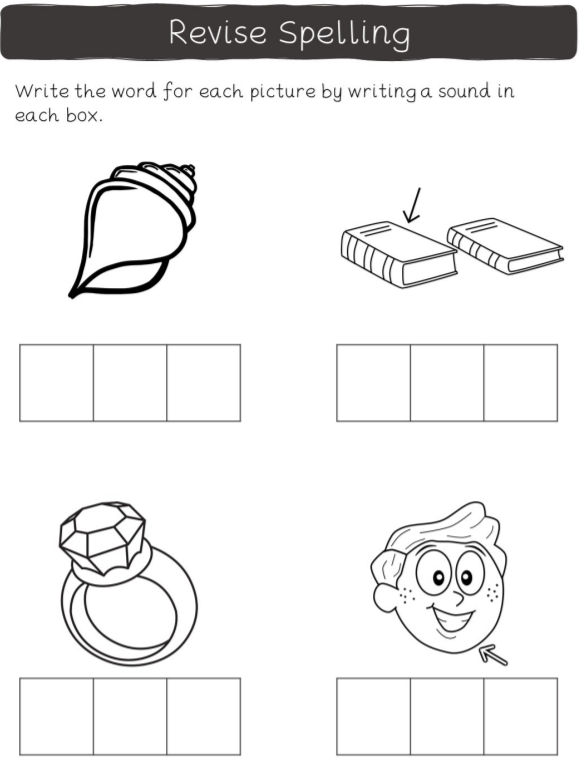 Revise Spelling
Write the word for each picture by writing a sound in
each box.